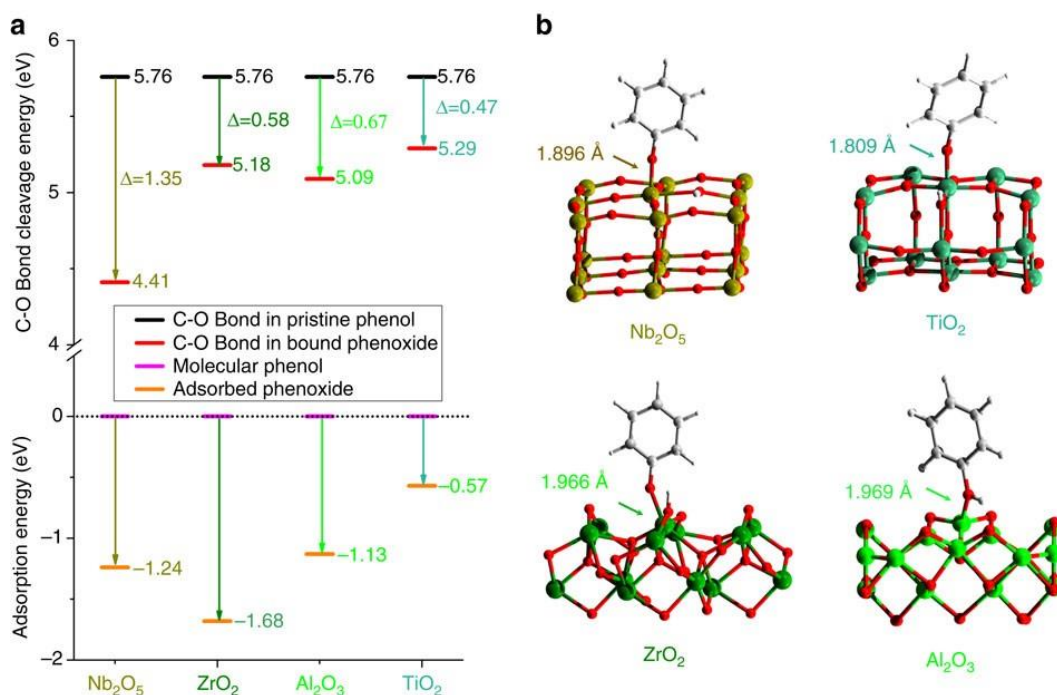 a
C-O Bond cleavage energy (eV)
6
5
4
5.76
5.76
5.76
5.76
Δ=1.35
Δ=0.58
Δ=0.67
Δ=0.47
4.41
5.18
5.09
5.29
C-O Bond in pristine phenol
C-O Bond in bound phenoxide
Molecular phenol
Adsorbed phenoxide
Adsorption energy (eV)
0
−1
−2
−1.24
−1.68
−1.13
−0.57
Nb₂O₅ ZrO₂ Al₂O₃ TiO₂
b
1.896 Å
Nb₂O₅
1.809 Å
TiO₂
1.966 Å
ZrO₂
1.969 Å
Al₂O₃